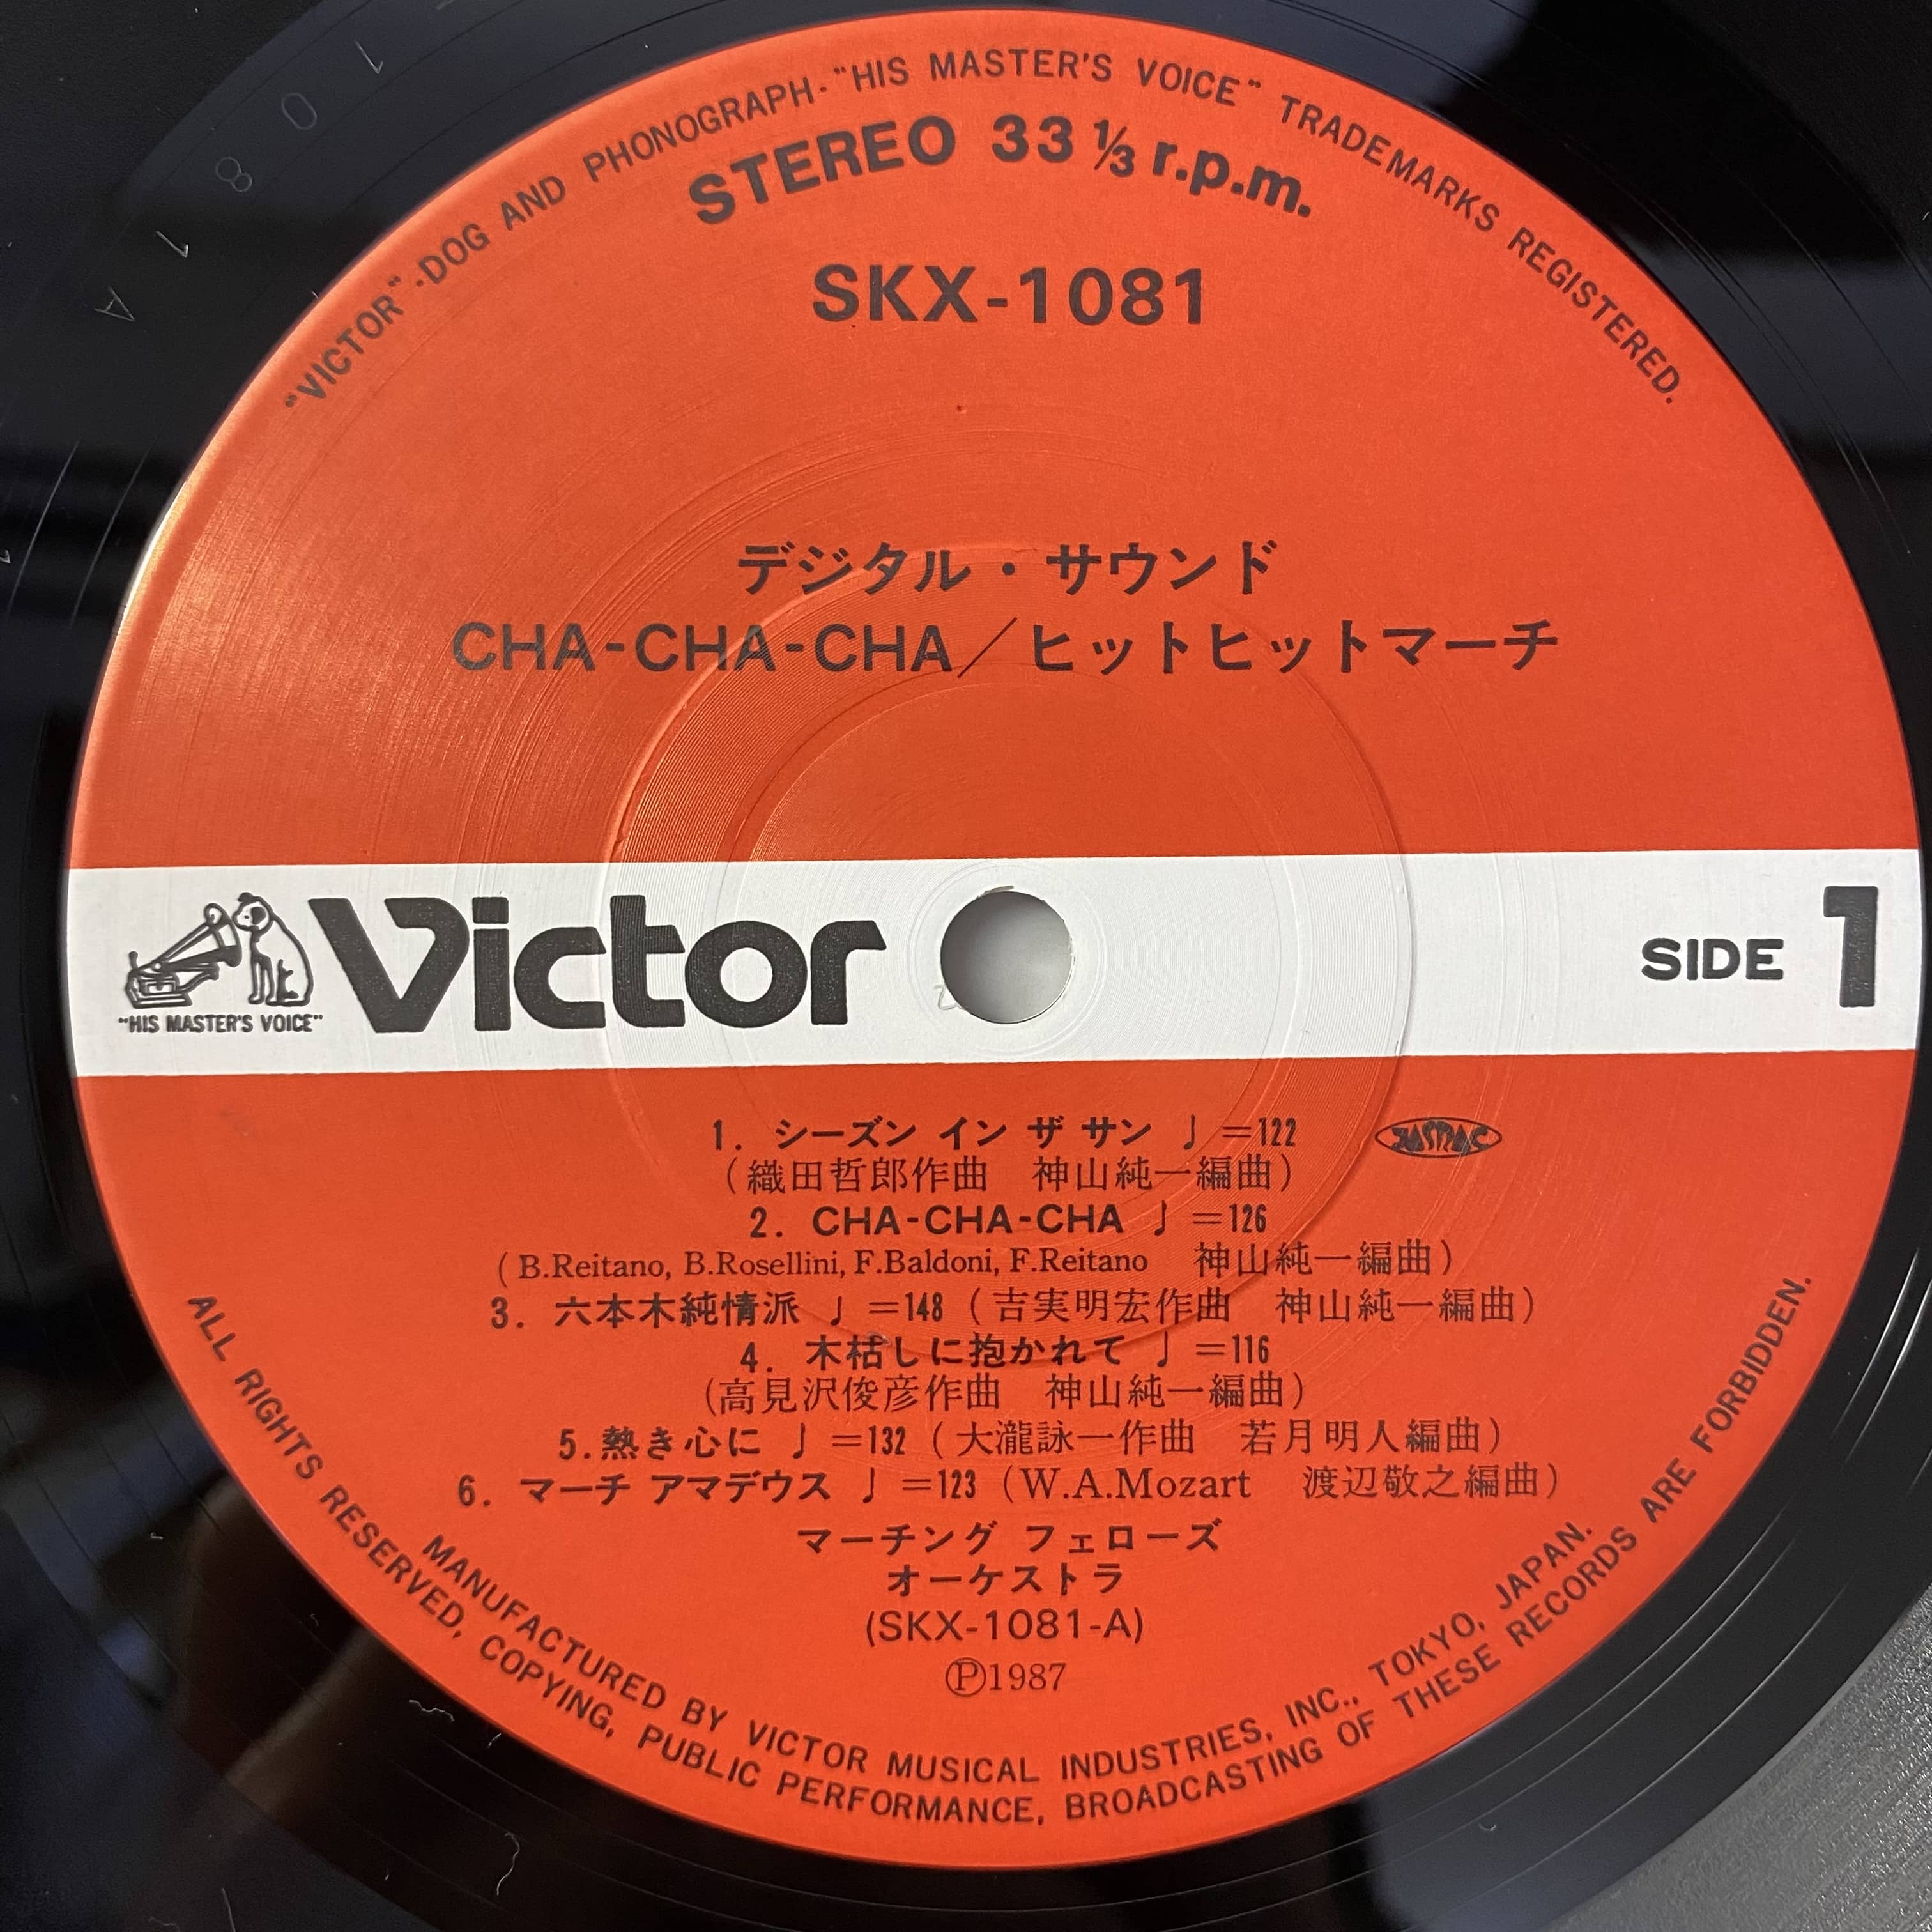 "VICTOR"-DOG AND PHONOGRAPH-"HIS MASTER'S VOICE" TRADEMARKS REGISTERED.
STEREO 33 ⅓ r.p.m.
SKX-1081
デジタル・サウンド
CHA-CHA-CHA／ヒットヒットマーチ
"HIS MASTER'S VOICE"
Victor
SIDE 1
1. シーズン イン ザ サン ♩=122
JASRAC
(織田哲郎作曲 神山純一編曲)
2. CHA-CHA-CHA ♩=126
(B.Reitano, B.Rosellini, F.Baldoni, F.Reitano 神山純一編曲)
3. 六本木純情派 ♩=148 (吉実明宏作曲 神山純一編曲)
4. 木枯しに抱かれて ♩=116
(高見沢俊彦作曲 神山純一編曲)
5. 熱き心に ♩=132 (大瀧詠一作曲 若月明人編曲)
6. マーチ アマデウス ♩=123 (W.A.Mozart 渡辺敬之編曲)
マーチング フェローズ
オーケストラ
(SKX-1081-A)
Ⓟ1987
MANUFACTURED BY VICTOR MUSICAL INDUSTRIES, INC., TOKYO, JAPAN.
ALL RIGHTS RESERVED, COPYING, PUBLIC PERFORMANCE, BROADCASTING OF THESE RECORDS ARE FORBIDDEN.